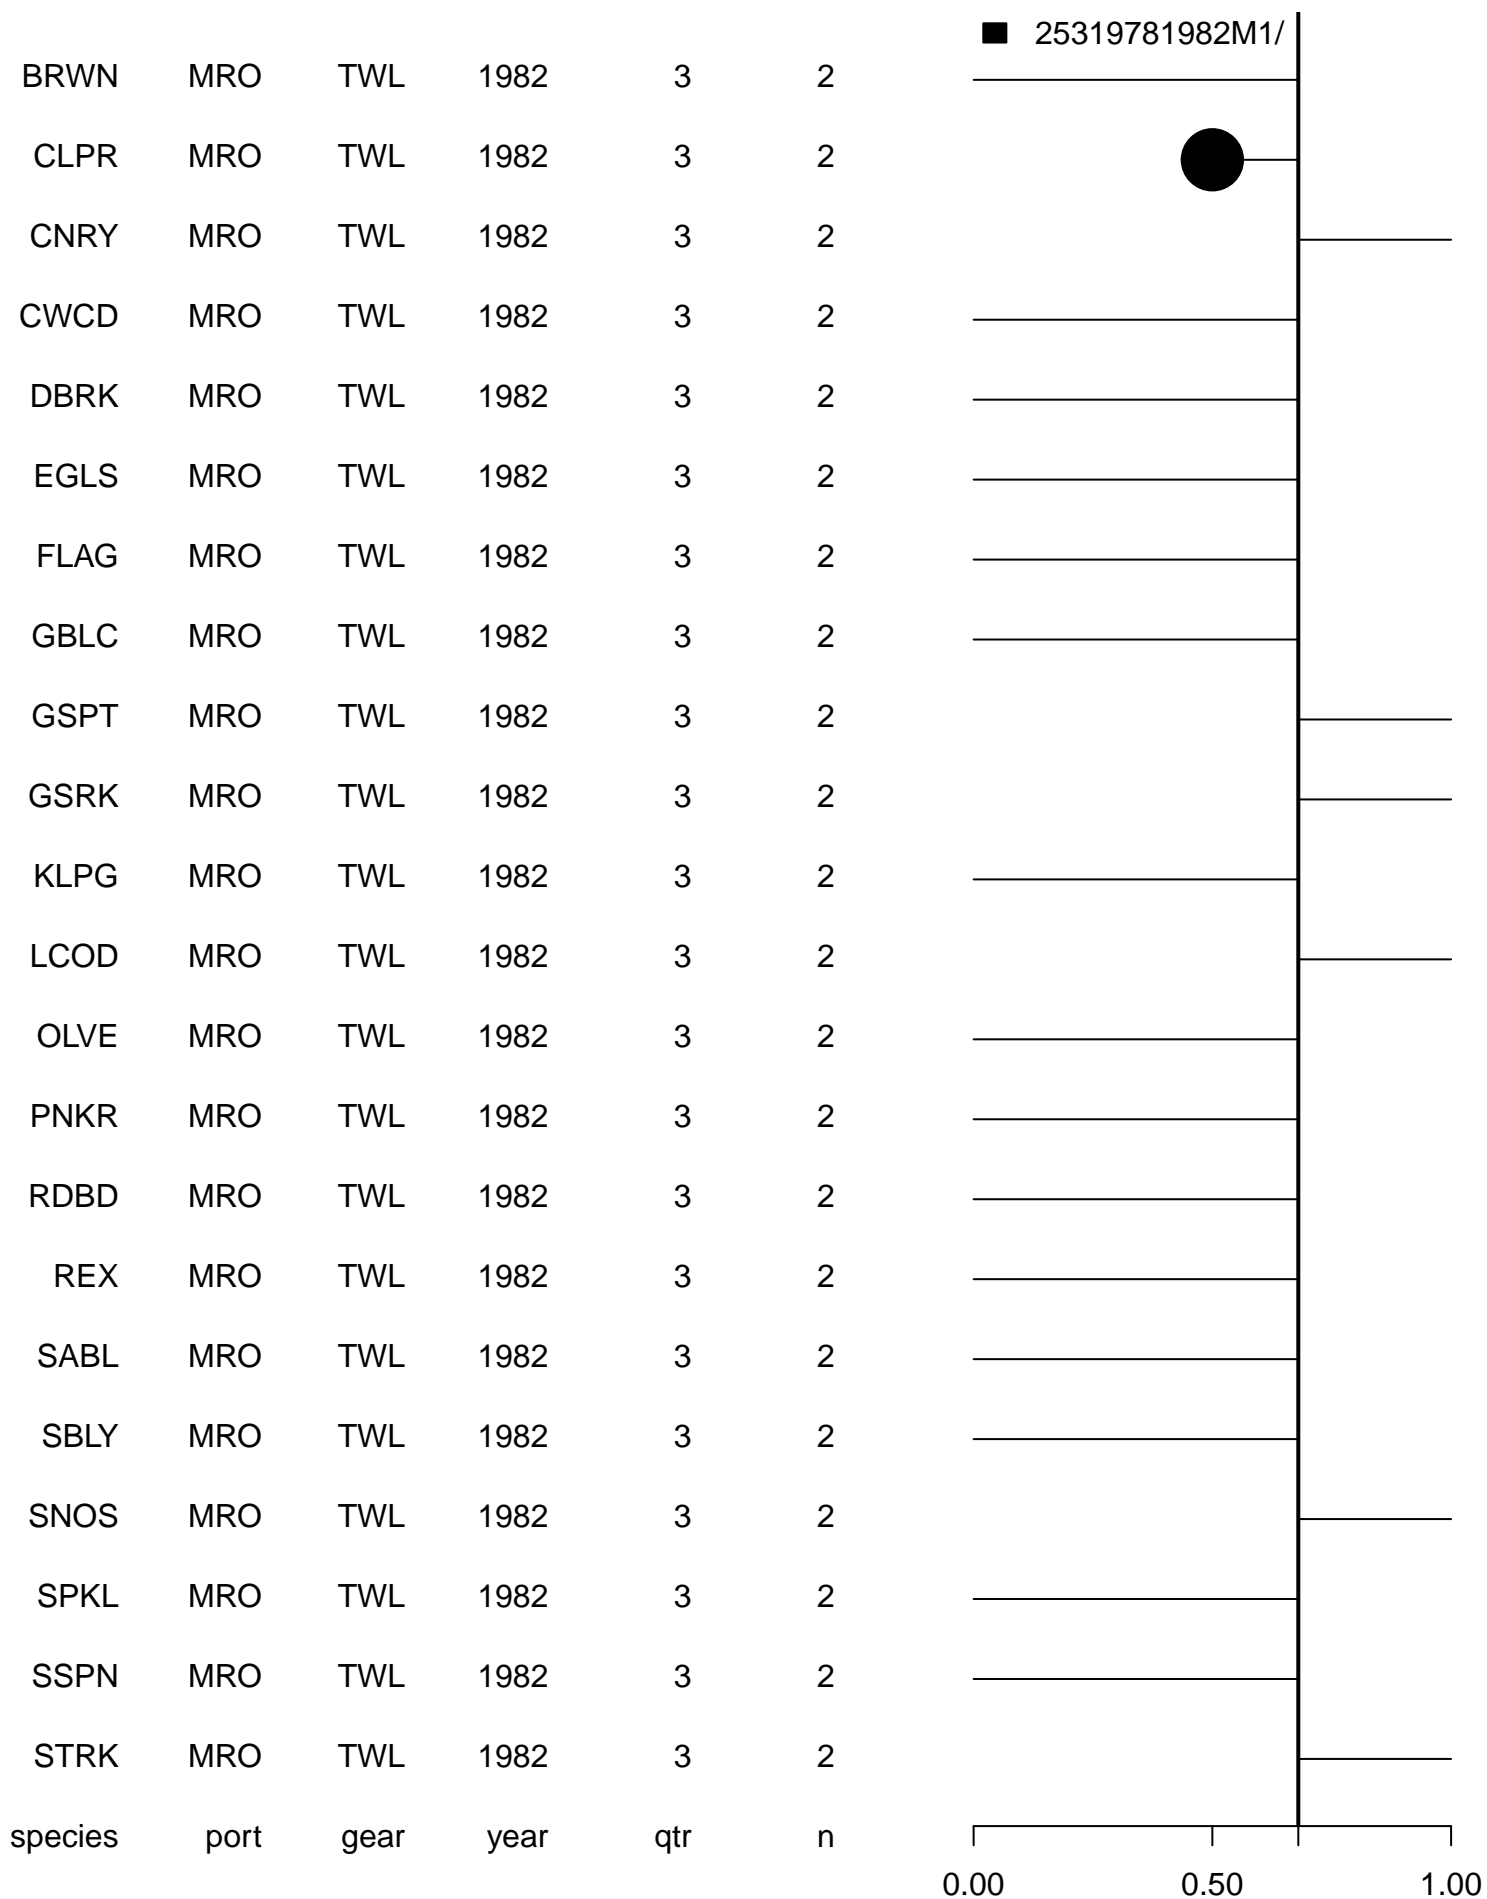 25319781982M1/
BRWN MRO TWL 1982 3 2
CLPR MRO TWL 1982 3 2
CNRY MRO TWL 1982 3 2
CWCD MRO TWL 1982 3 2
DBRK MRO TWL 1982 3 2
EGLS MRO TWL 1982 3 2
FLAG MRO TWL 1982 3 2
GBLC MRO TWL 1982 3 2
GSPT MRO TWL 1982 3 2
GSRK MRO TWL 1982 3 2
KLPG MRO TWL 1982 3 2
LCOD MRO TWL 1982 3 2
OLVE MRO TWL 1982 3 2
PNKR MRO TWL 1982 3 2
RDBD MRO TWL 1982 3 2
REX MRO TWL 1982 3 2
SABL MRO TWL 1982 3 2
SBLY MRO TWL 1982 3 2
SNOS MRO TWL 1982 3 2
SPKL MRO TWL 1982 3 2
SSPN MRO TWL 1982 3 2
STRK MRO TWL 1982 3 2
species port gear year qtr n
0.00 0.50 1.00